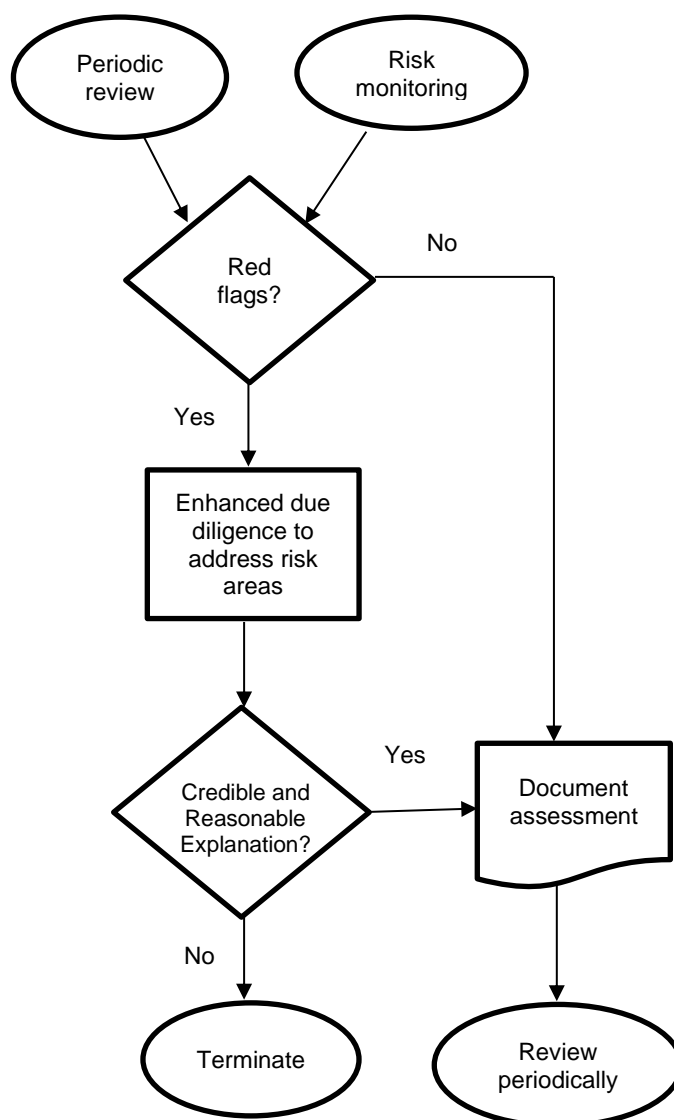 Periodic
review
Risk
monitoring
Red
flags?
No
Yes
Enhanced due
diligence to
address risk
areas
Credible and
Reasonable
Explanation?
Yes
Document
assessment
No
Terminate
Review
periodically